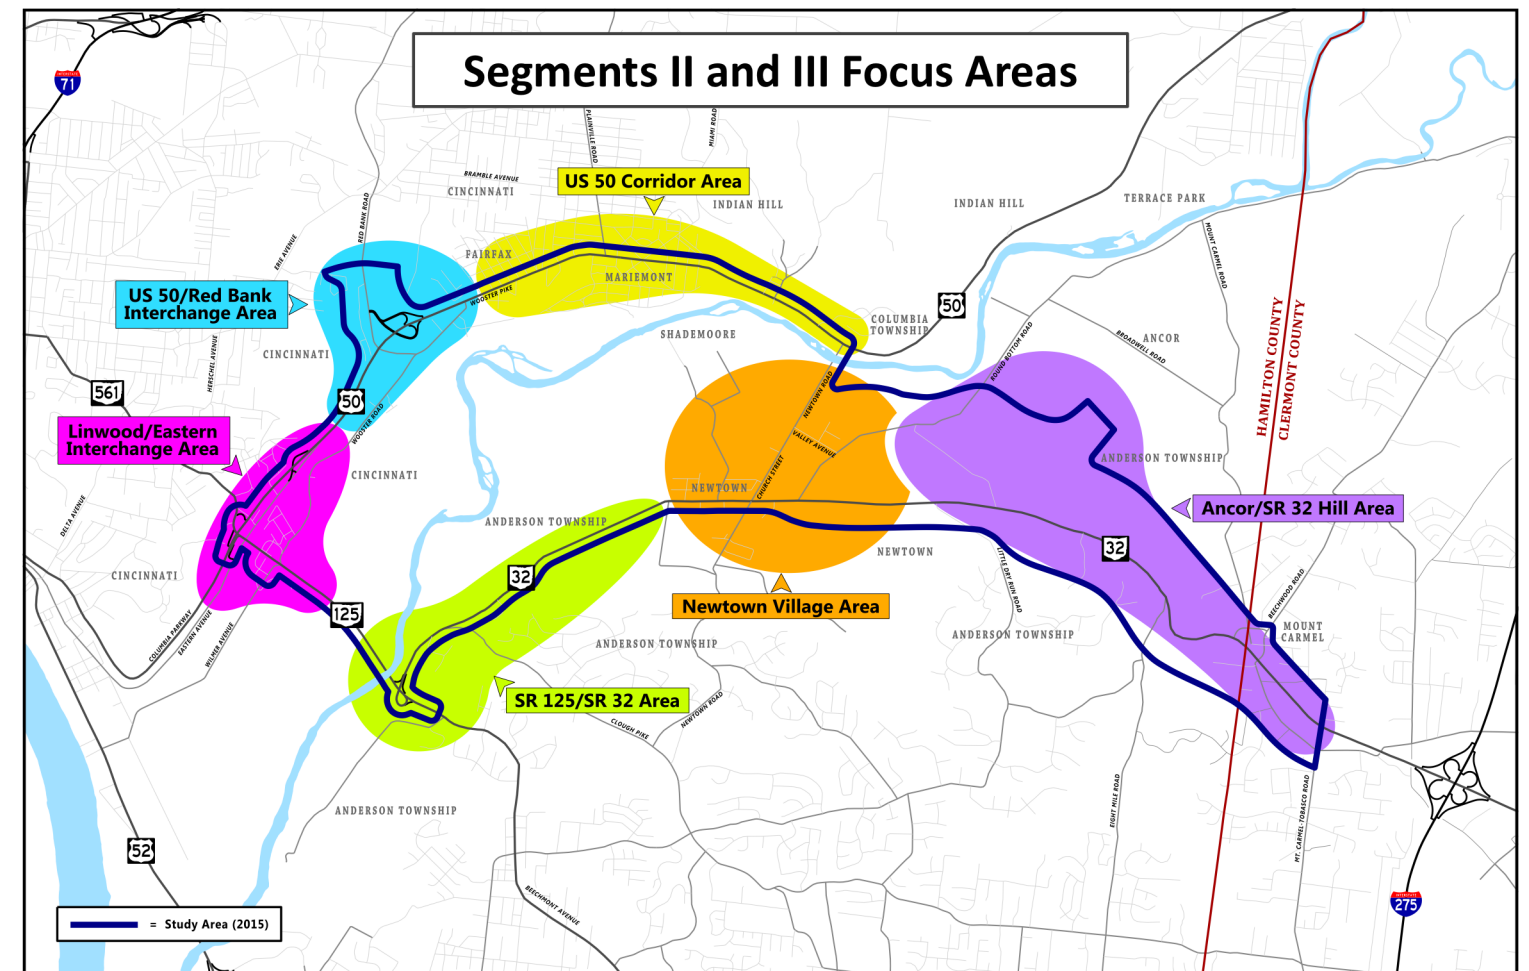 Segments II and III Focus Areas
INTERSTATE
71
PLAINVILLE ROAD
MIAMI ROAD
BRAMBLE AVENUE
CINCINNATI
US 50 Corridor Area
INDIAN HILL
INDIAN HILL
TERRACE PARK
RED BANK ROAD
ERIE AVENUE
MOUNT CARMEL ROAD
FAIRFAX
MARIEMONT
WOOSTER PIKE
US 50/Red Bank
Interchange Area
50
COLUMBIA
TOWNSHIP
SHADEMOORE
ROUND BOTTOM ROAD
ANCOR
BROADWELL ROAD
HAMILTON COUNTY
CLERMONT COUNTY
CINCINNATI
HERSCHEL AVENUE
561
50
WOOSTER ROAD
NEWTOWN ROAD
VALLEY AVENUE
Linwood/Eastern
Interchange Area
CINCINNATI
CHURCH STREET
ANDERSON TOWNSHIP
NEWTOWN
DELTA AVENUE
ANDERSON TOWNSHIP
Ancor/SR 32 Hill Area
32
NEWTOWN
32
CINCINNATI
LITTLE DRY RUN ROAD
BEECHWOOD ROAD
Newtown Village Area
125
COLUMBIA PARKWAY
EASTERN AVENUE
WILMER AVENUE
ANDERSON TOWNSHIP
ANDERSON TOWNSHIP
MOUNT
CARMEL
SR 125/SR 32 Area
CLOUGH PIKE
NEWTOWN ROAD
ANDERSON TOWNSHIP
EIGHT MILE ROAD
MT. CARMEL-TOBASCO ROAD
52
BEECHMONT AVENUE
INTERSTATE
275
= Study Area (2015)